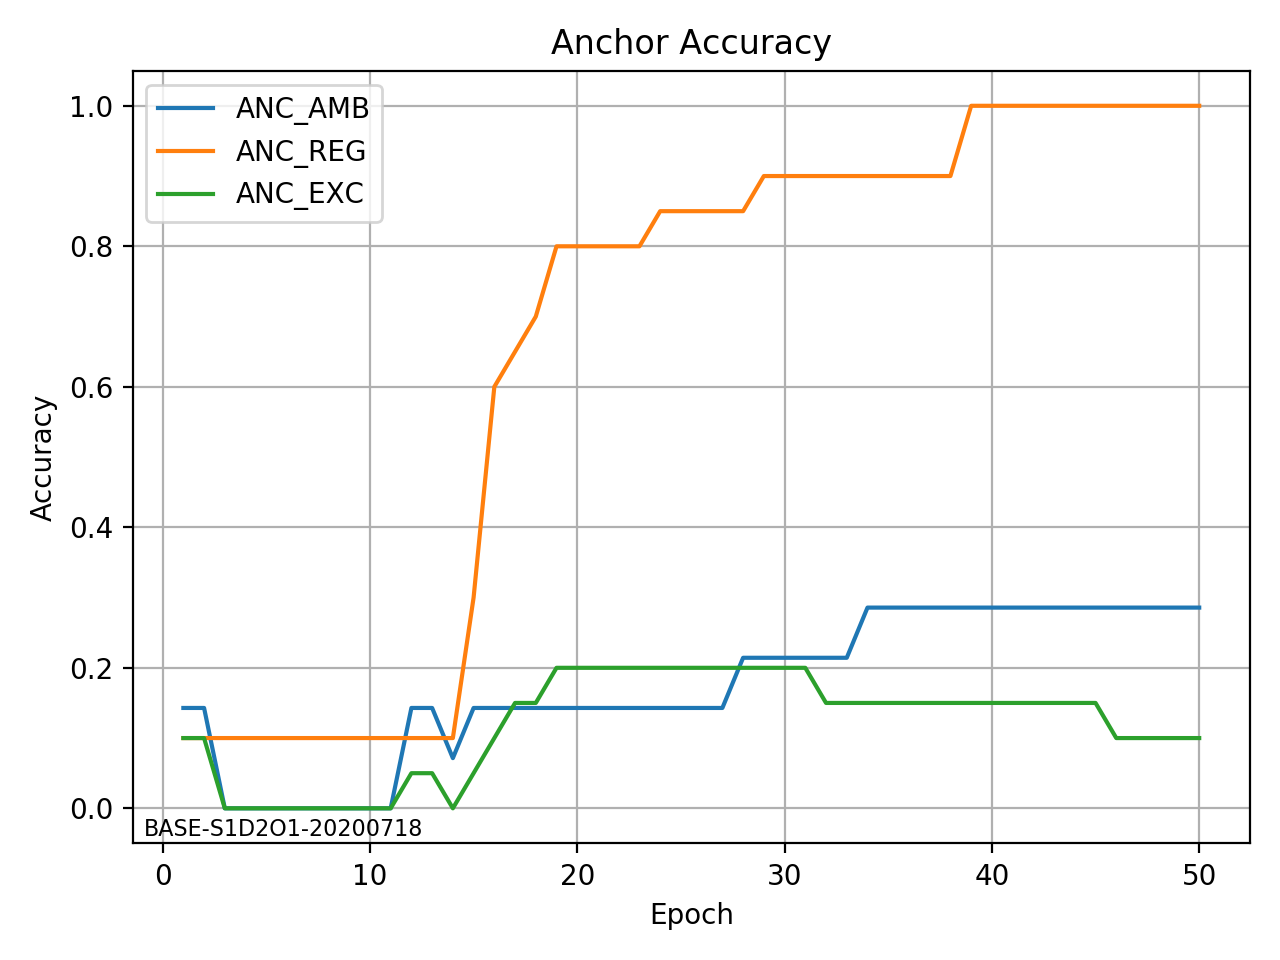 Anchor Accuracy
ANC_AMB
ANC_REG
ANC_EXC
1.0
0.8
0.6
0.4
0.2
0.0
Accuracy
BASE-S1D2O1-20200718
0 10 20 30 40 50
Epoch